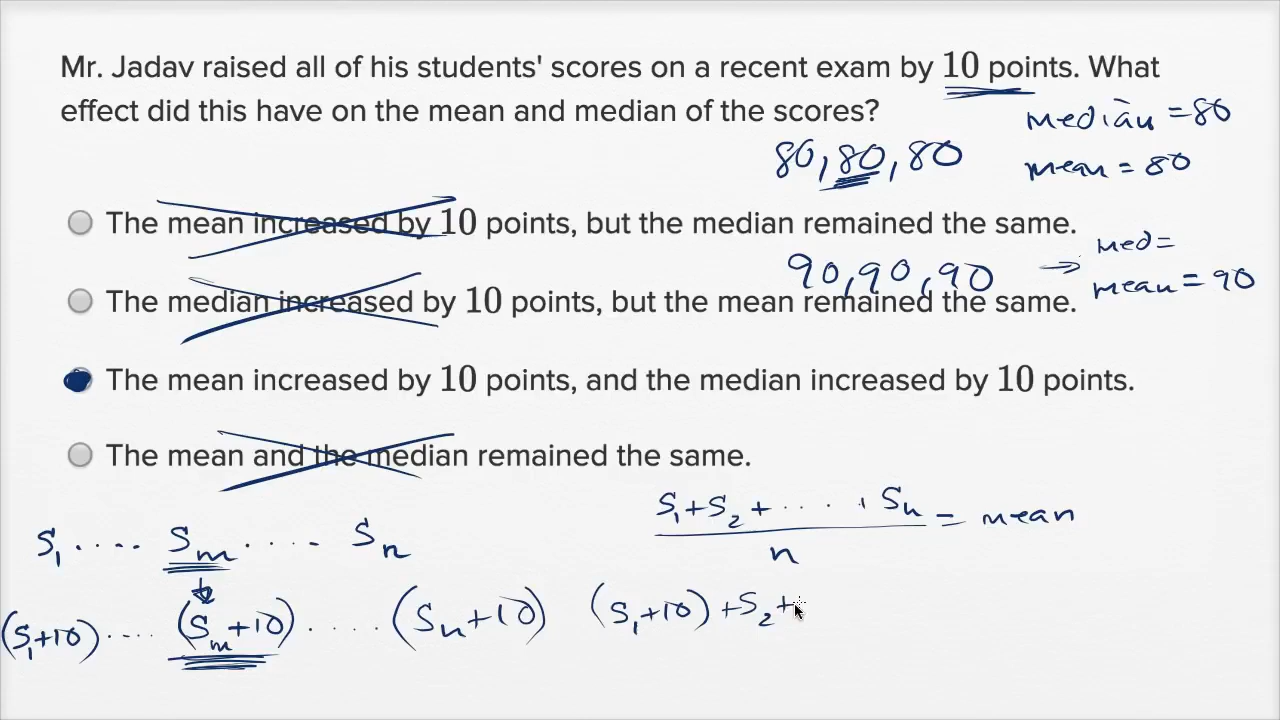 Mr. Jadav raised all of his students' scores on a recent exam by 10 points. What
effect did this have on the mean and median of the scores?
median = 80
80, 80, 80
mean = 80
The mean increased by 10 points, but the median remained the same.
med =
90, 90, 90 → mean = 90
The median increased by 10 points, but the mean remained the same.
The mean increased by 10 points, and the median increased by 10 points.
The mean and the median remained the same.
S₁ + S₂ + ···· + Sₙ = mean
n
S₁ ···· Sₘ ···· Sₙ
(S₁+10) ···· (Sₘ+10) ····· (Sₙ+10)
(S₁+10) + S₂ +